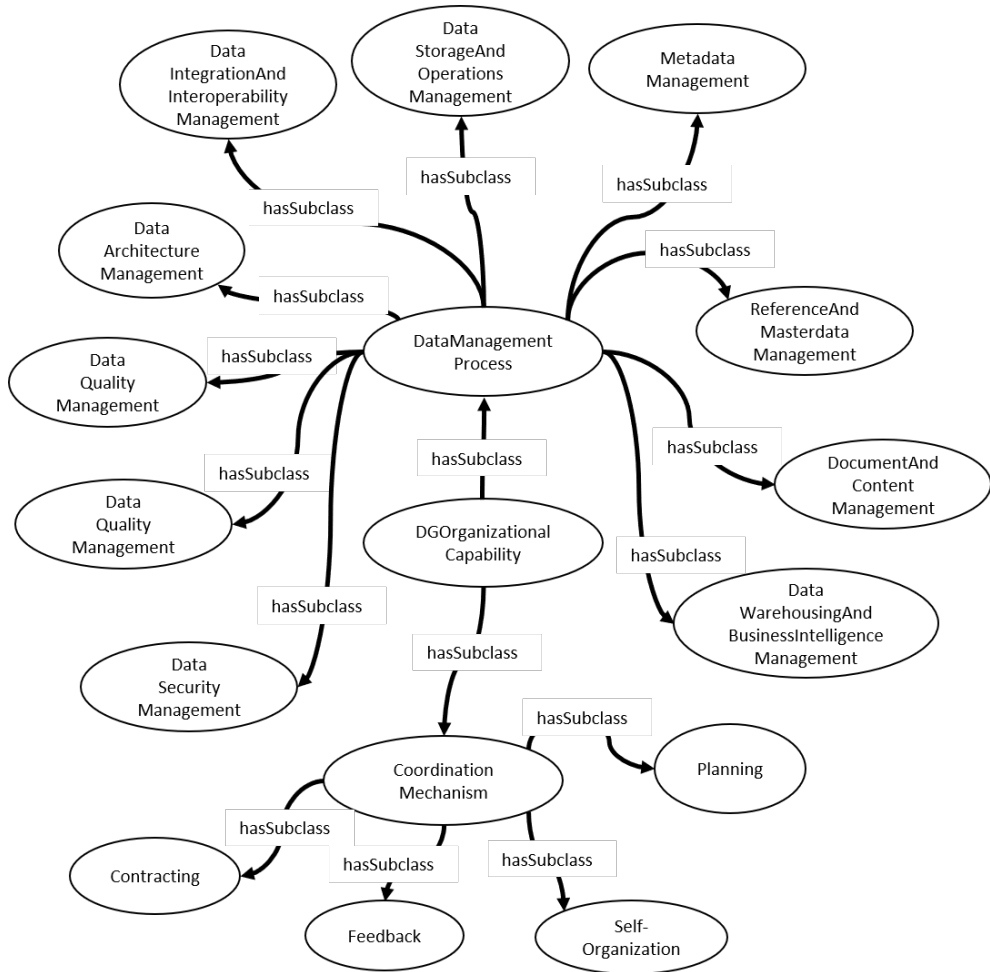 Data
IntegrationAnd
Interoperability
Management
Data
StorageAnd
Operations
Management
Metadata
Management
hasSubclass
hasSubclass
hasSubclass
Data
Architecture
Management
hasSubclass
hasSubclass
ReferenceAnd
Masterdata
Management
DataManagement
Process
hasSubclass
Data
Quality
Management
hasSubclass
hasSubclass
hasSubclass
Data
Quality
Management
DocumentAnd
Content
Management
DGOrganizational
Capability
hasSubclass
hasSubclass
Data
WarehousingAnd
BusinessIntelligence
Management
Data
Security
Management
hasSubclass
hasSubclass
Coordination
Mechanism
Planning
hasSubclass
hasSubclass
hasSubclass
Contracting
Feedback
Self-
Organization